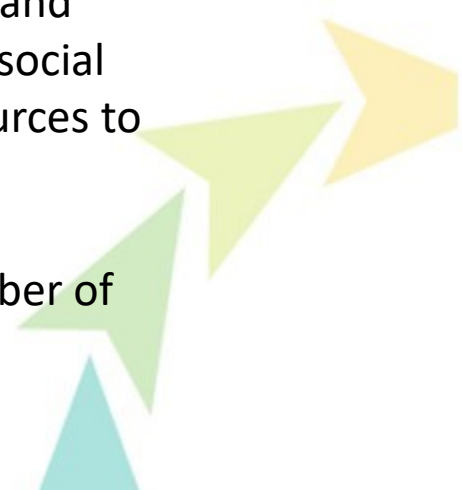 and
social
urces to
ber of